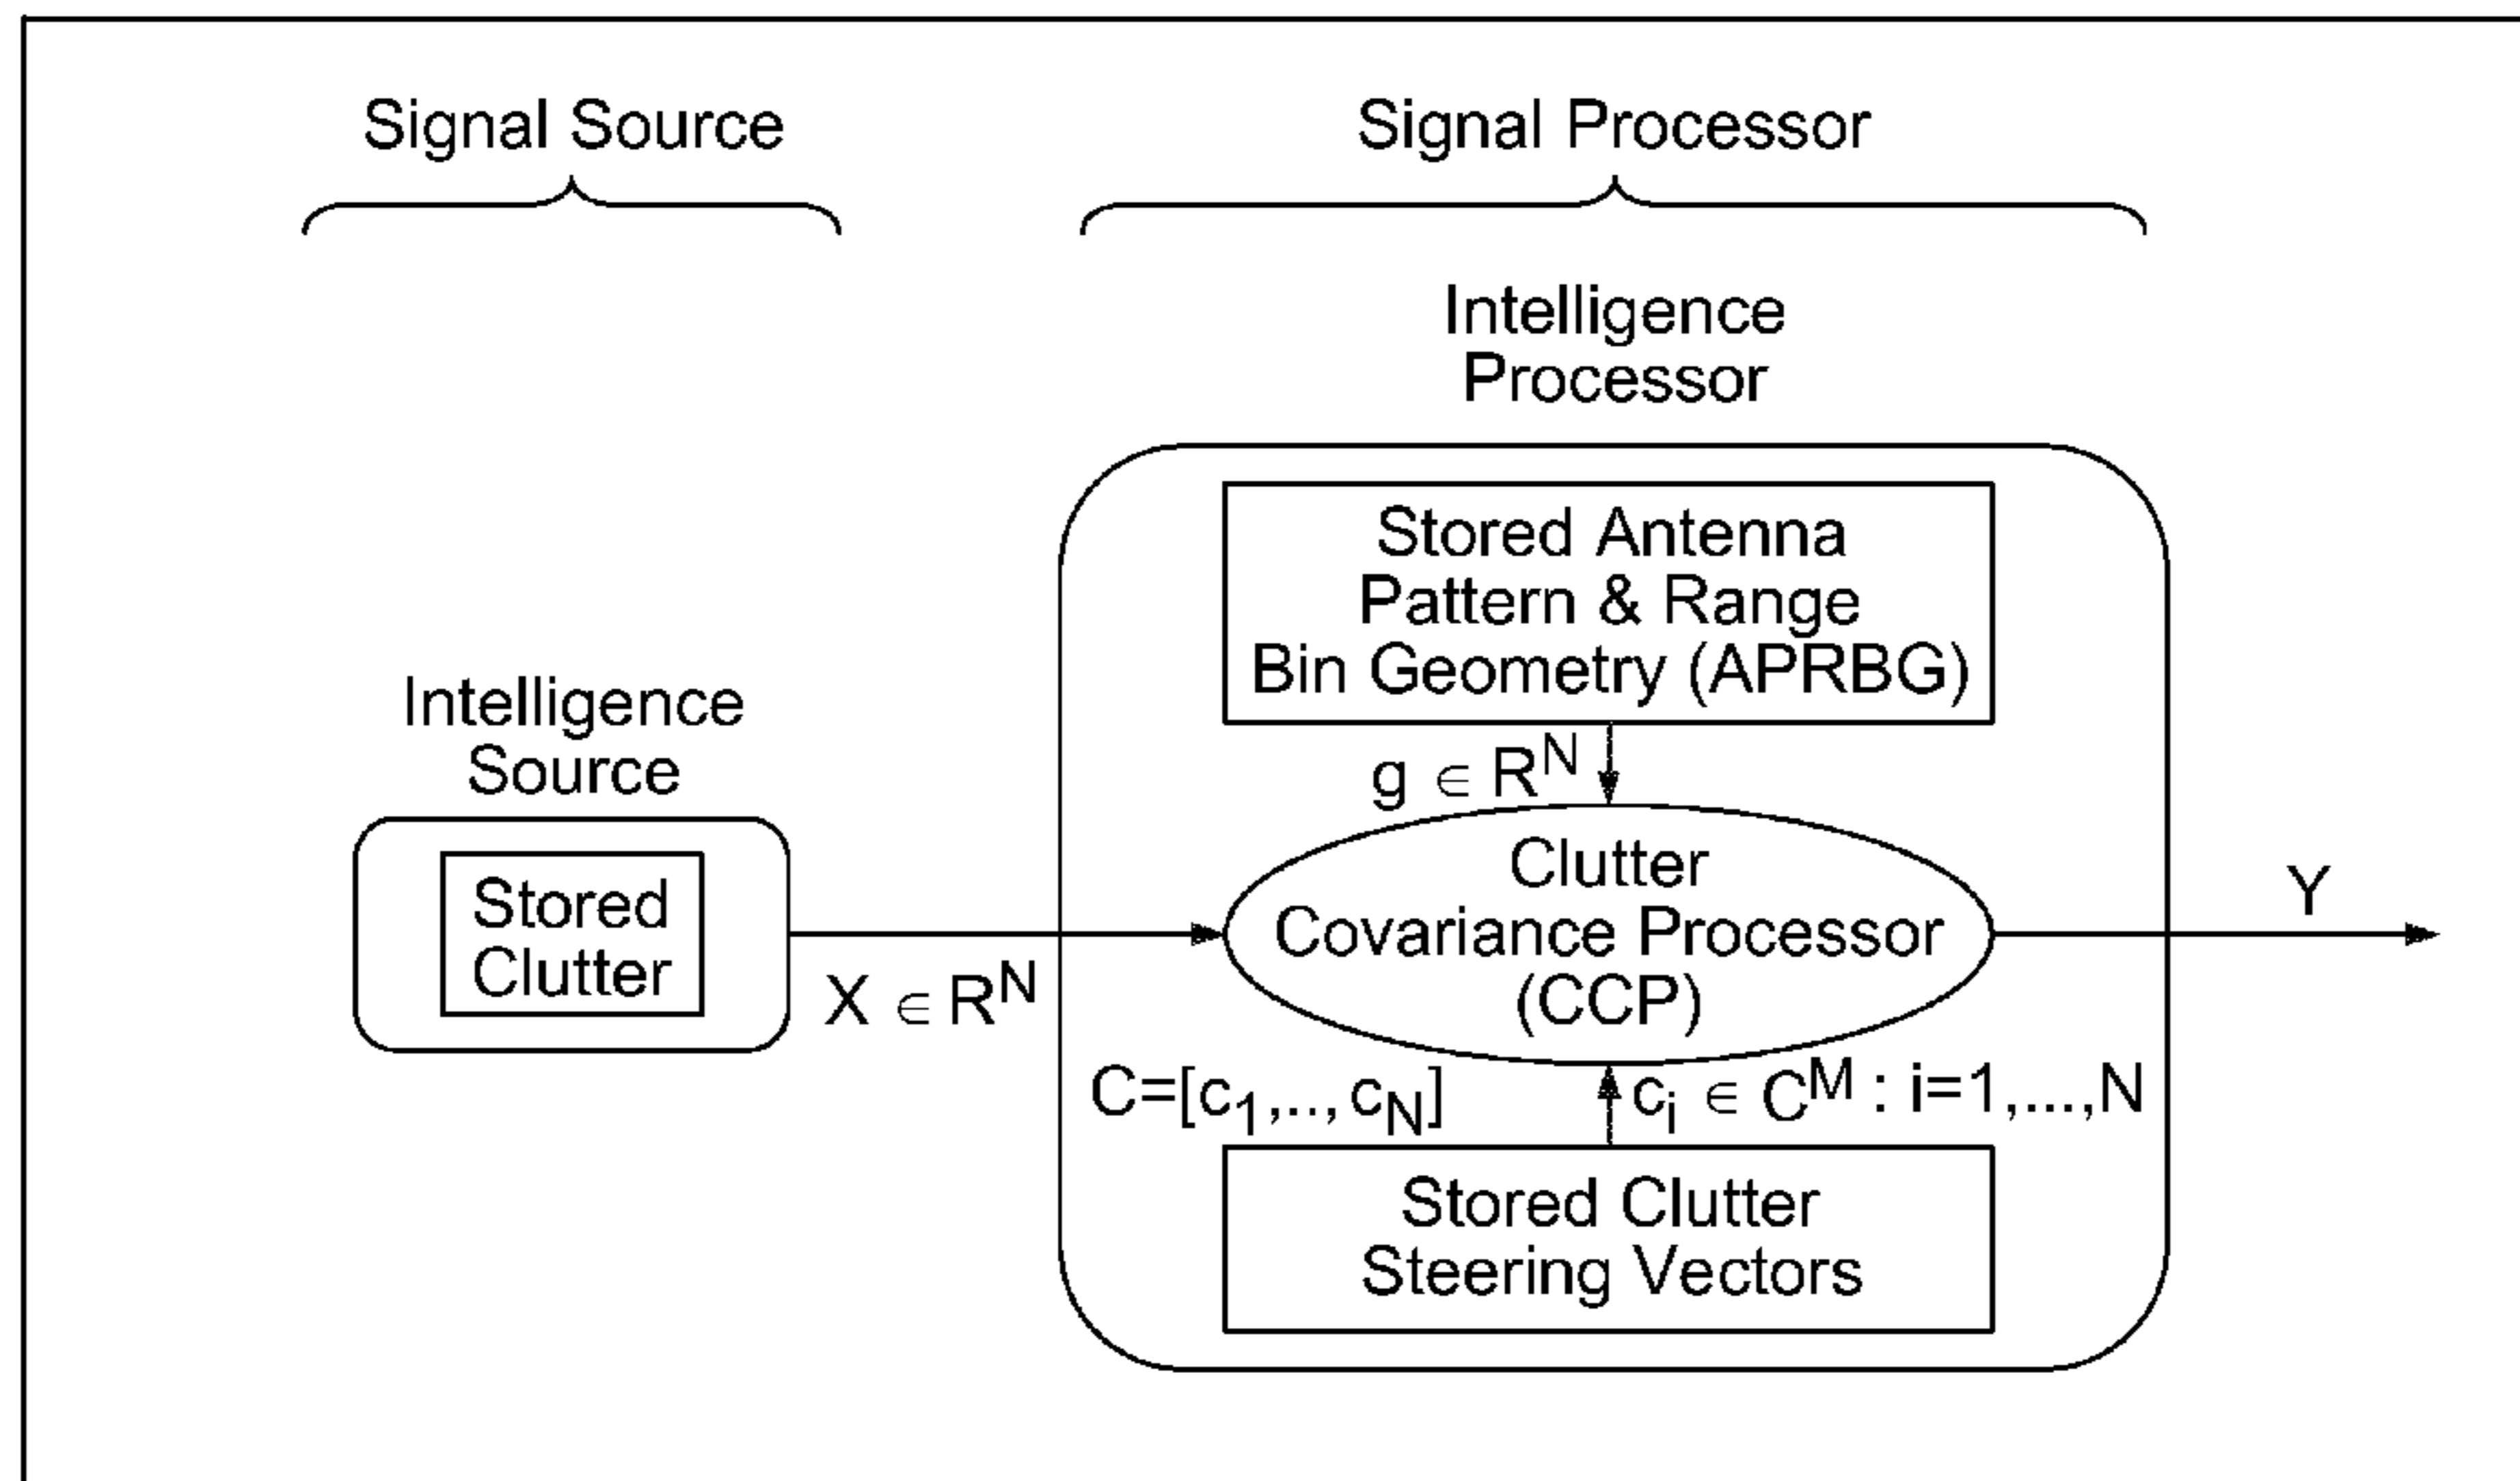 Signal Source
Signal Processor
Intelligence
Processor
Stored Antenna
Pattern & Range
Bin Geometry (APRBG)
Intelligence
Source
g ∈ R^N
Stored
Clutter
X ∈ R^N
Clutter
Covariance Processor
(CCP)
Y
C=[c_1,..,c_N]
c_i ∈ C^M : i=1,...,N
Stored Clutter
Steering Vectors